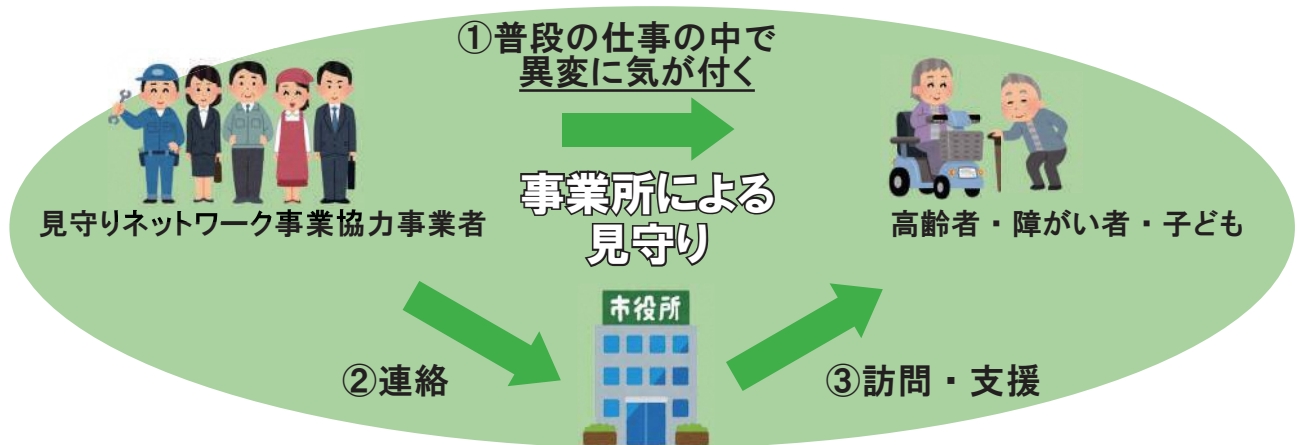 ①普段の仕事の中で
異変に気が付く
事業所による
見守り
見守りネットワーク事業協力事業者
高齢者・障がい者・子ども
市役所
②連絡
③訪問・支援